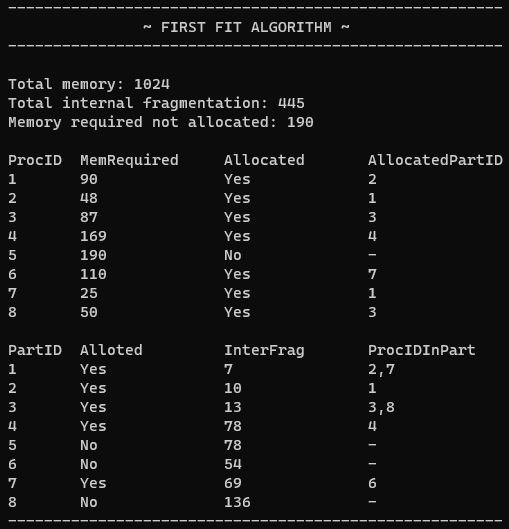 ~ FIRST FIT ALGORITHM ~
Total memory: 1024
Total internal fragmentation: 445
Memory required not allocated: 190
ProcID MemRequired Allocated AllocatedPartID
1 90 Yes 2
2 48 Yes 1
3 87 Yes 3
4 169 Yes 4
5 190 No -
6 110 Yes 7
7 25 Yes 1
8 50 Yes 3
PartID Alloted InterFrag ProcIDInPart
1 Yes 7 2,7
2 Yes 10 1
3 Yes 13 3,8
4 Yes 78 4
5 No 78 -
6 No 54 -
7 Yes 69 6
8 No 136 -